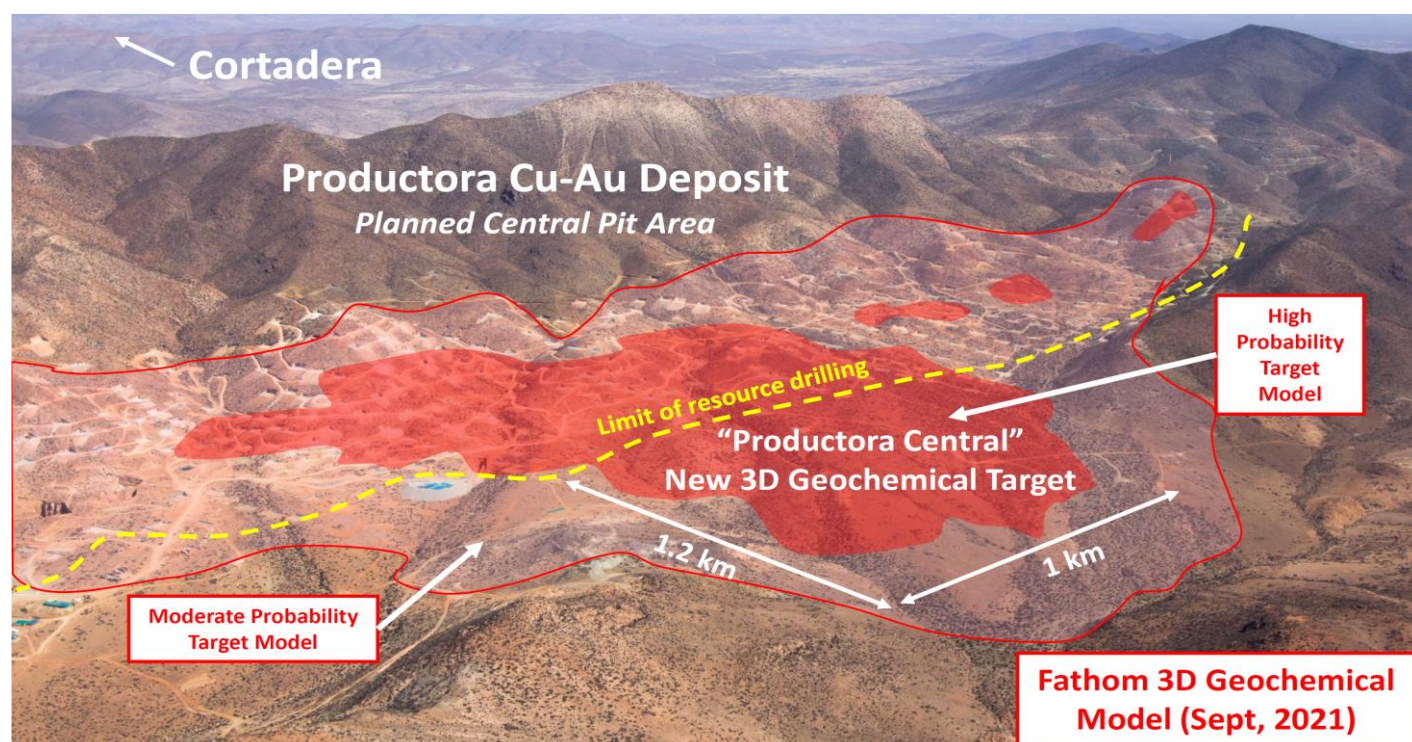 Cortadera
Productora Cu-Au Deposit
Planned Central Pit Area
High
Probability
Target
Model
Limit of resource drilling
“Productora Central”
New 3D Geochemical Target
1.2 km
1 km
Moderate Probability
Target Model
Fathom 3D Geochemical
Model (Sept, 2021)